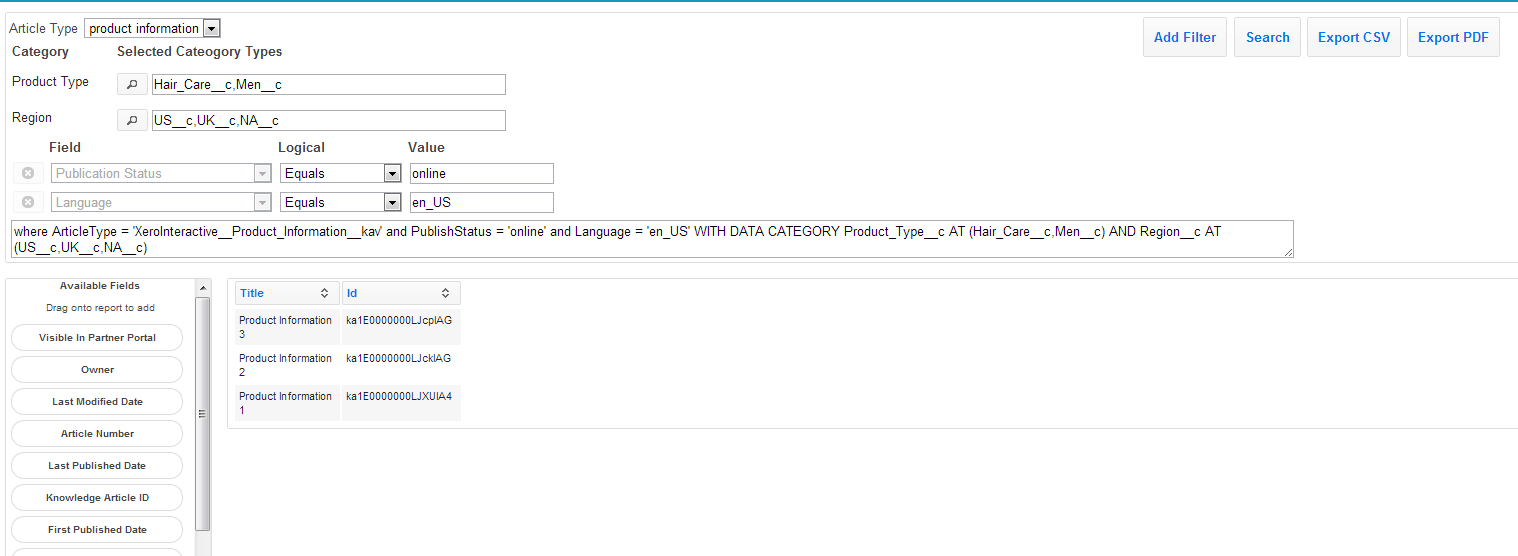 Article Type product information
Add Filter Search Export CSV Export PDF
Category Selected Cateogory Types
Product Type Hair_Care__c,Men__c
Region US__c,UK__c,NA__c
Field Logical Value
Publication Status Equals online
Language Equals en_US
where ArticleType = 'XeroInteractive__Product_Information__kav' and PublishStatus = 'online' and Language = 'en_US' WITH DATA CATEGORY Product_Type__c AT (Hair_Care__c,Men__c) AND Region__c AT
(US__c,UK__c,NA__c)
Available Fields
Drag onto report to add
Visible In Partner Portal
Owner
Last Modified Date
Article Number
Last Published Date
Knowledge Article ID
First Published Date
Title Id
Product Information
3
ka1E0000000LJcpIAG
Product Information
2
ka1E0000000LJckIAG
Product Information
1
ka1E0000000LJXUIA4